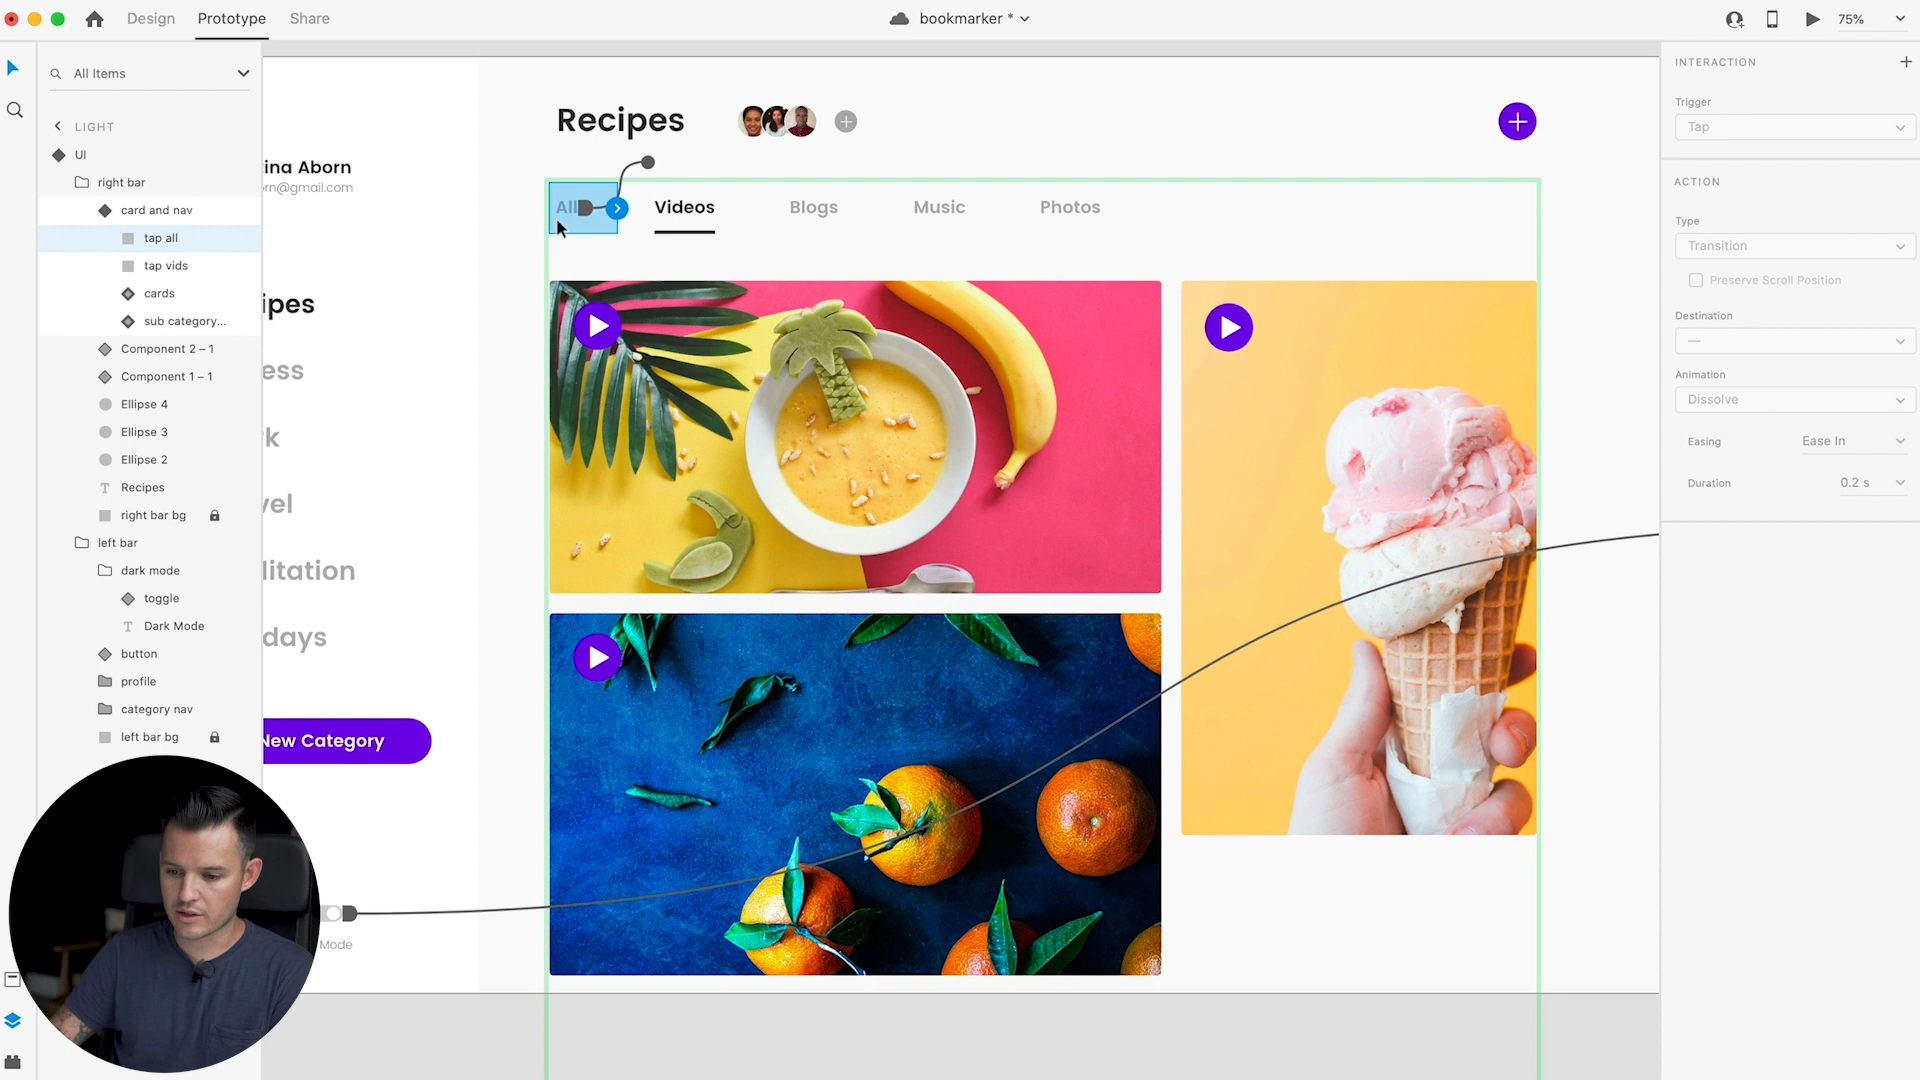 Design
Prototype
Share
bookmarker *
75%
All Items
LIGHT
UI
right bar
card and nav
tap all
tap vids
cards
sub category...
Component 2 – 1
Component 1 – 1
Ellipse 4
Ellipse 3
Ellipse 2
Recipes
right bar bg
left bar
dark mode
toggle
Dark Mode
button
profile
category nav
left bar bg
ina Aborn
rn@gmail.com
ipes
ess
rk
vel
litation
days
New Category
Mode
Recipes
All
Videos
Blogs
Music
Photos
INTERACTION
Trigger
Tap
ACTION
Type
Transition
Preserve Scroll Position
Destination
—
Animation
Dissolve
Easing
Ease In
Duration
0.2 s